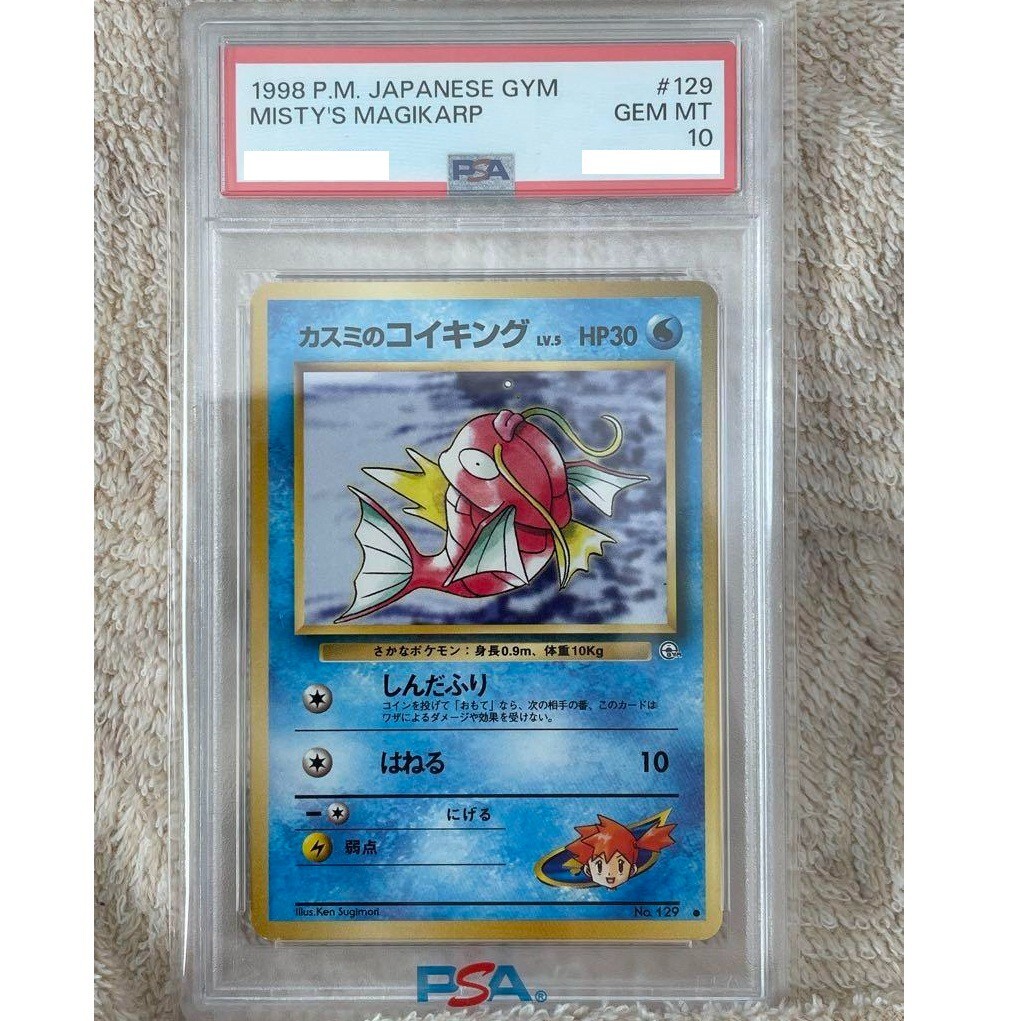 1998 P.M. JAPANESE GYM #129
MISTY'S MAGIKARP GEM MT
10
PSA
カスミのコイキング LV.5 HP30
さかなポケモン：身長0.9m、体重10Kg
しんだふり
コインを投げて「おもて」なら、次の相手の番、このカードは
ワザによるダメージや効果を受けない。
はねる 10
にげる
弱点
Illus.Ken Sugimori No. 129
PSA®